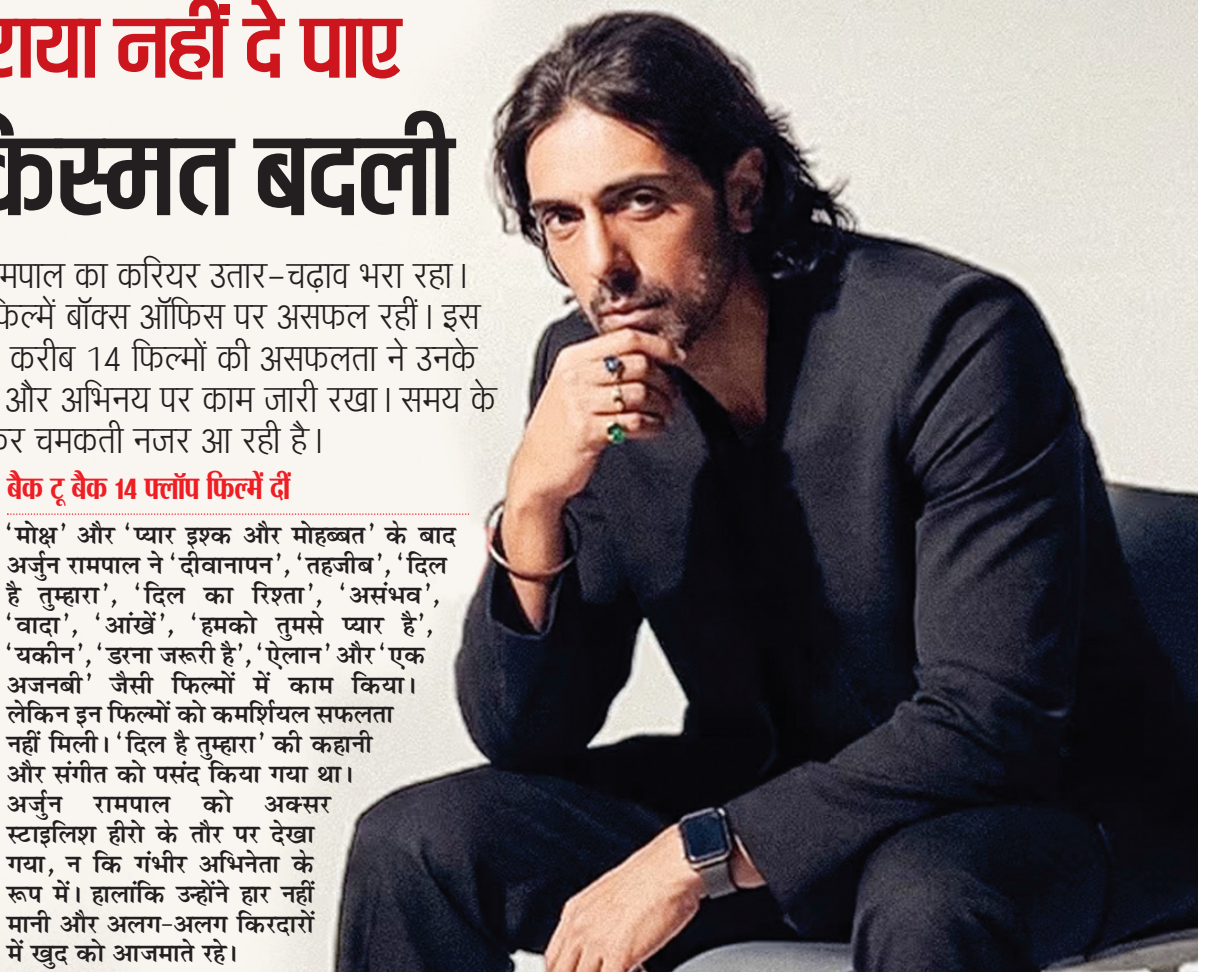 राया नहीं दे पाए
किस्मत बदली
मपाल का करियर उतार-चढ़ाव भरा रहा।
फिल्में बॉक्स ऑफिस पर असफल रहीं। इस
करीब 14 फिल्मों की असफलता ने उनके
और अभिनय पर काम जारी रखा। समय के
कर चमकती नजर आ रही है।
बैक टू बैक 14 फ्लॉप फिल्में दीं
‘मोक्ष’ और ‘प्यार इश्क और मोहब्बत’ के बाद
अर्जुन रामपाल ने ‘दीवानापन’, ‘तहजीब’, ‘दिल
है तुम्हारा’, ‘दिल का रिश्ता’, ‘असंभव’,
‘वादा’, ‘आंखें’, ‘हमको तुमसे प्यार है’,
‘यकीन’, ‘डरना जरूरी है’, ‘ऐलान’ और ‘एक
अजनबी’ जैसी फिल्मों में काम किया।
लेकिन इन फिल्मों को कमर्शियल सफलता
नहीं मिली। ‘दिल है तुम्हारा’ की कहानी
और संगीत को पसंद किया गया था।
अर्जुन रामपाल को अक्सर
स्टाइलिश हीरो के तौर पर देखा
गया, न कि गंभीर अभिनेता के
रूप में। हालांकि उन्होंने हार नहीं
मानी और अलग-अलग किरदारों
में खुद को आजमाते रहे।